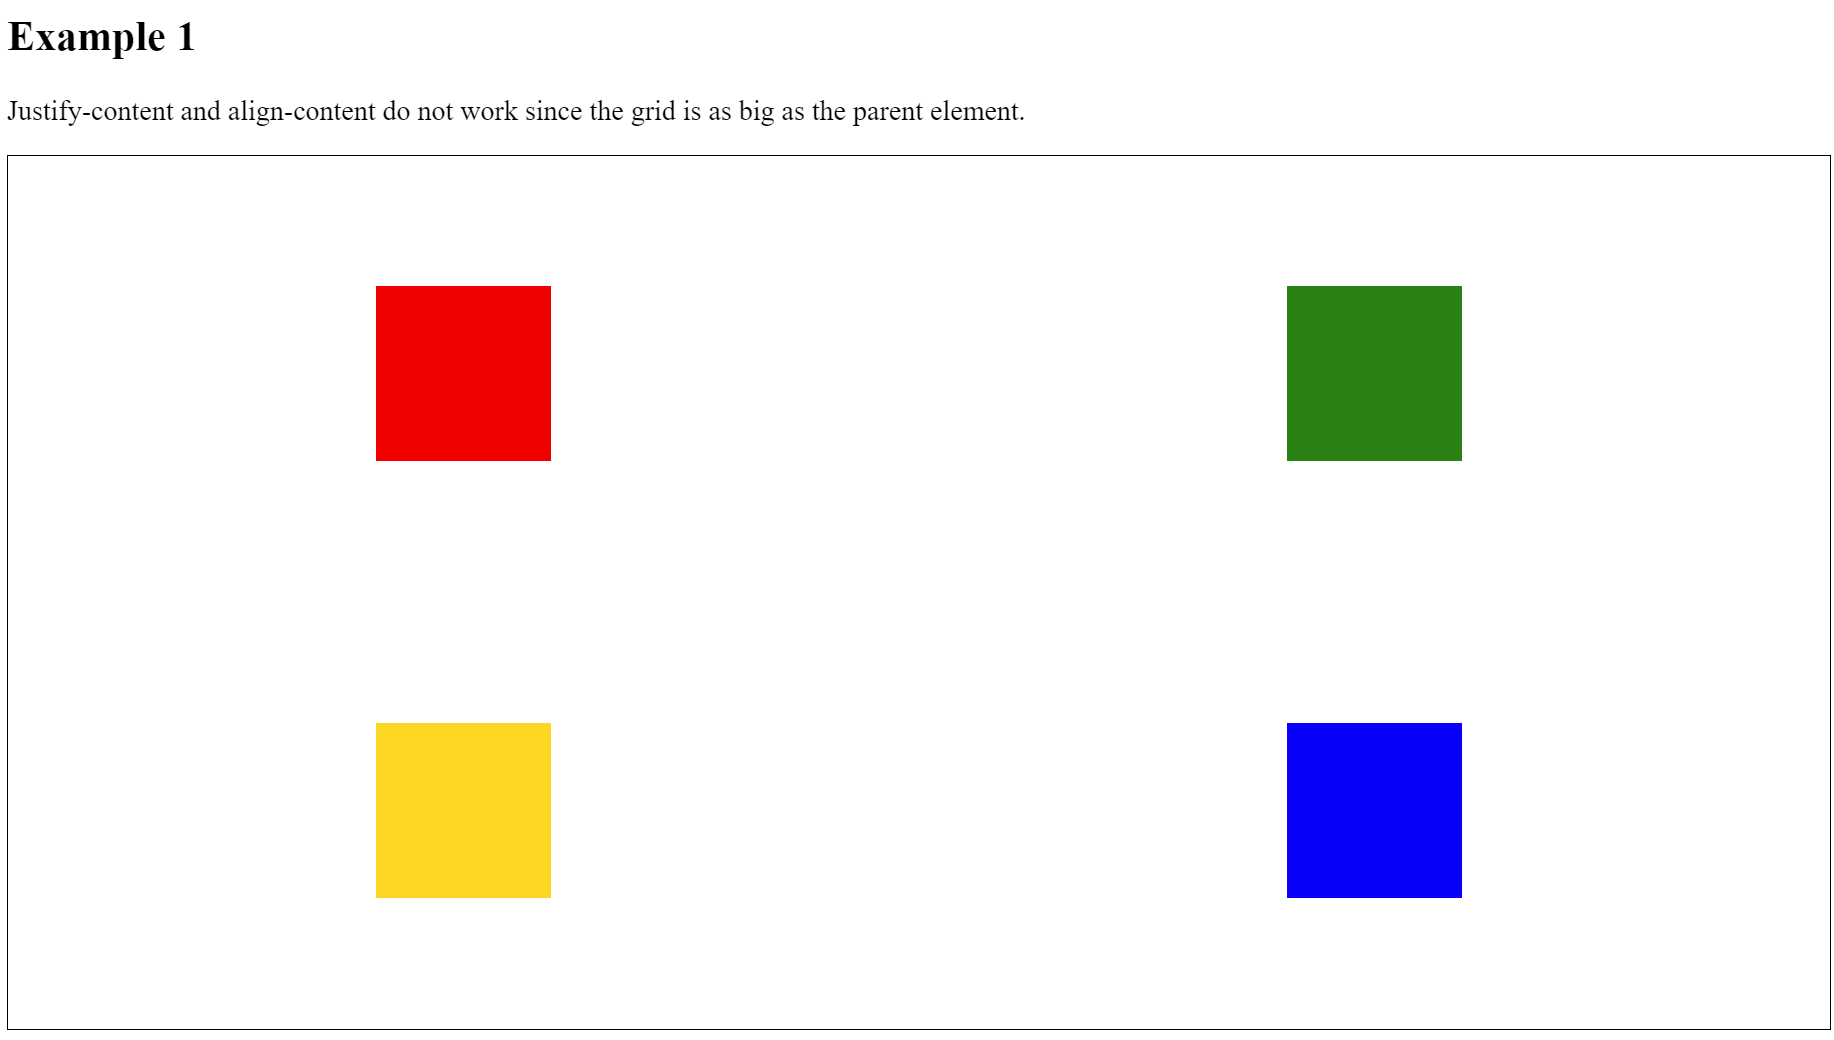 Example 1
Justify-content and align-content do not work since the grid is as big as the parent element.